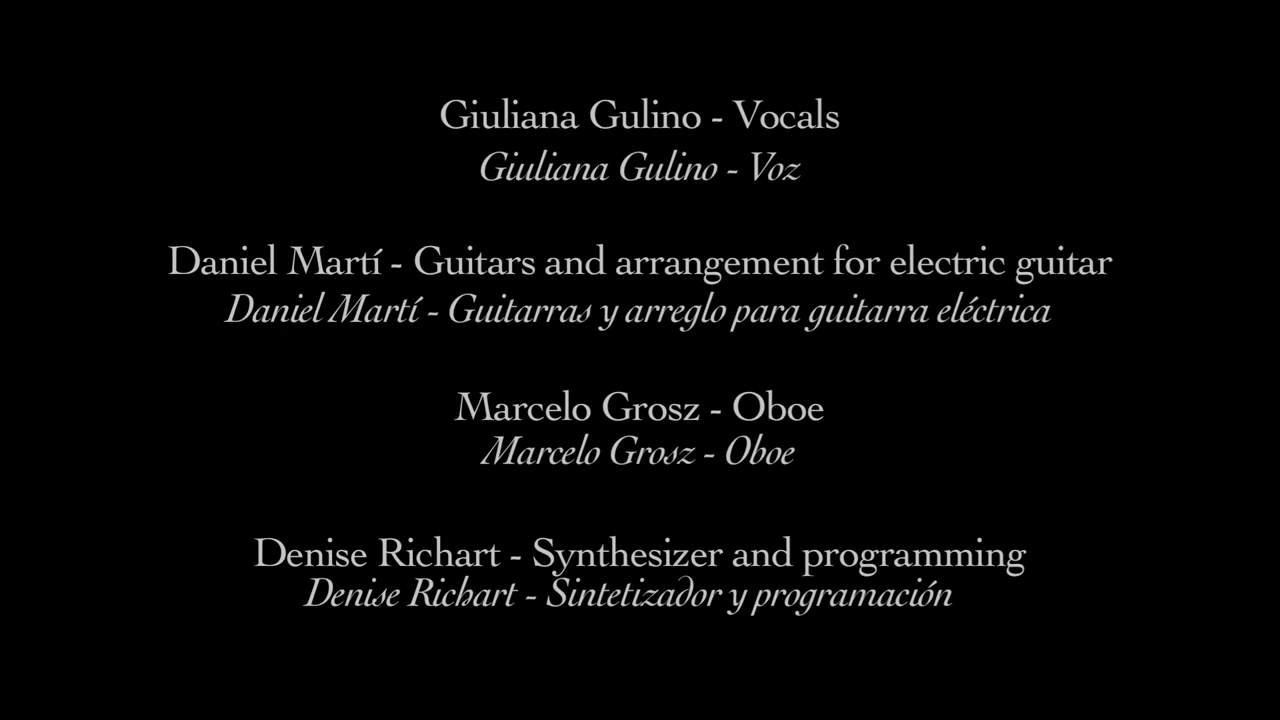 Giuliana Gulino - Vocals
Giuliana Gulino - Voz
Daniel Martí - Guitars and arrangement for electric guitar
Daniel Martí - Guitarras y arreglo para guitarra eléctrica
Marcelo Grosz - Oboe
Marcelo Grosz - Oboe
Denise Richart - Synthesizer and programming
Denise Richart - Sintetizador y programación